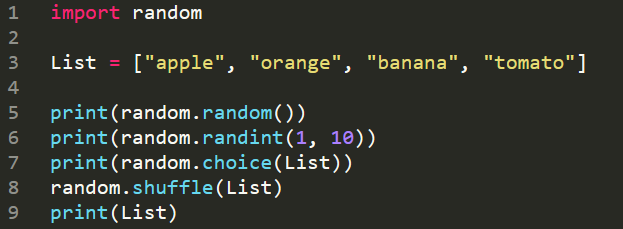 1 import random
2
3 List = ["apple", "orange", "banana", "tomato"]
4
5 print(random.random())
6 print(random.randint(1, 10))
7 print(random.choice(List))
8 random.shuffle(List)
9 print(List)